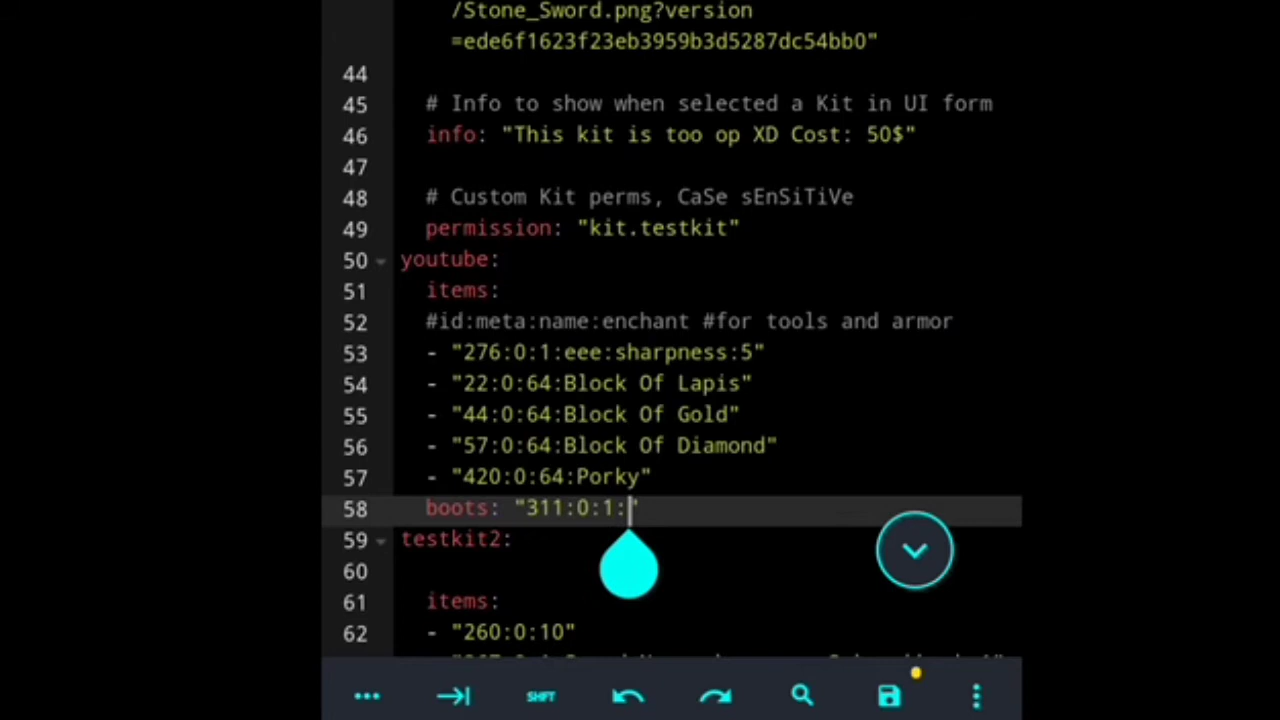 /Stone_Sword.png?version
=ede6f1623f23eb3959b3d5287dc54bb0"
44
45 # Info to show when selected a Kit in UI form
46 info: "This kit is too op XD Cost: 50$"
47
48 # Custom Kit perms, CaSe sEnSiTiVe
49 permission: "kit.testkit"
50 youtube:
51 items:
52 #id:meta:name:enchant #for tools and armor
53 - "276:0:1:eee:sharpness:5"
54 - "22:0:64:Block Of Lapis"
55 - "44:0:64:Block Of Gold"
56 - "57:0:64:Block Of Diamond"
57 - "420:0:64:Porky"
58 boots: "311:0:1:"
59 testkit2:
60
61 items:
62 - "260:0:10"
SHFT